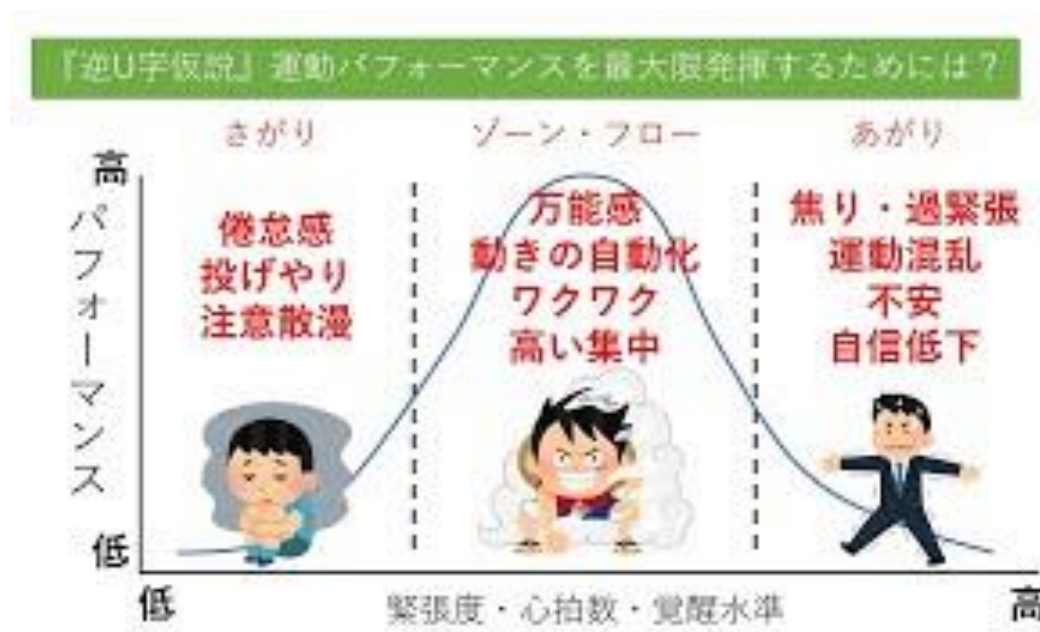 『逆U字仮説』運動パフォーマンスを最大限発揮するためには？
さがり
ゾーン・フロー
あがり
高
パフォーマンス
低
倦怠感
投げやり
注意散漫
万能感
動きの自動化
ワクワク
高い集中
焦り・過緊張
運動混乱
不安
自信低下
低
緊張度・心拍数・覚醒水準
高